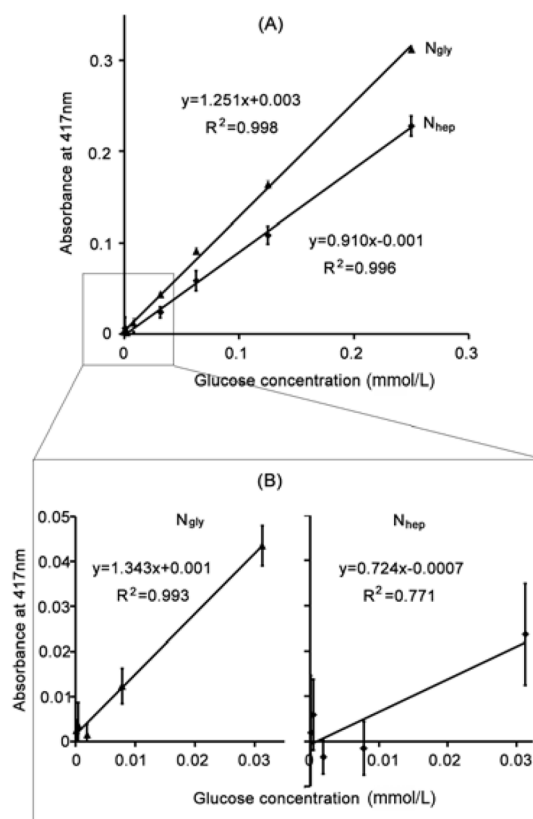 (A)
0.3
0.2
0.1
0
0
0.1
0.2
0.3
Absorbance at 417nm
Ngly
y=1.251x+0.003
R²=0.998
Nhep
y=0.910x-0.001
R²=0.996
Glucose concentration (mmol/L)
(B)
Ngly
Nhep
0.05
0.04
0.03
0.02
0.01
0
Absorbance at 417nm
y=1.343x+0.001
R²=0.993
y=0.724x-0.0007
R²=0.771
0
0.01
0.02
0.03
0
0.01
0.02
0.03
Glucose concentration (mmol/L)